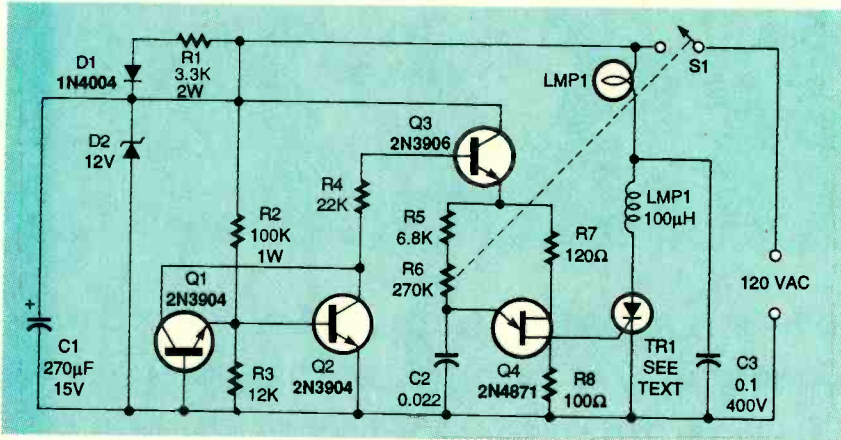 D1
1N4004
R1
3.3K
2W
D2
12V
R2
100K
1W
R4
22K
Q3
2N3906
LMP1
S1
R5
6.8K
R6
270K
R7
120Ω
LMP1
100µH
120 VAC
Q1
2N3904
+
C1
270µF
15V
R3
12K
Q2
2N3904
C2
0.022
Q4
2N4871
R8
100Ω
TR1
SEE
TEXT
C3
0.1
400V